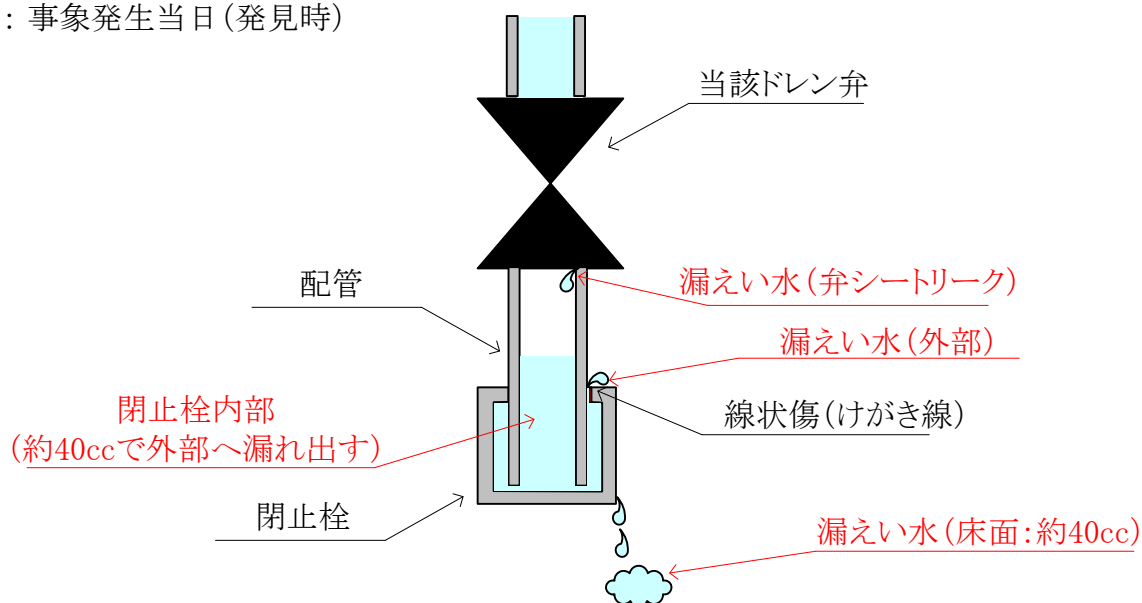 ：事象発生当日（発見時）
当該ドレン弁
配管
漏えい水（弁シートリーク）
漏えい水（外部）
閉止栓内部
（約40ccで外部へ漏れ出す）
線状傷（けがき線）
閉止栓
漏えい水（床面：約40cc）